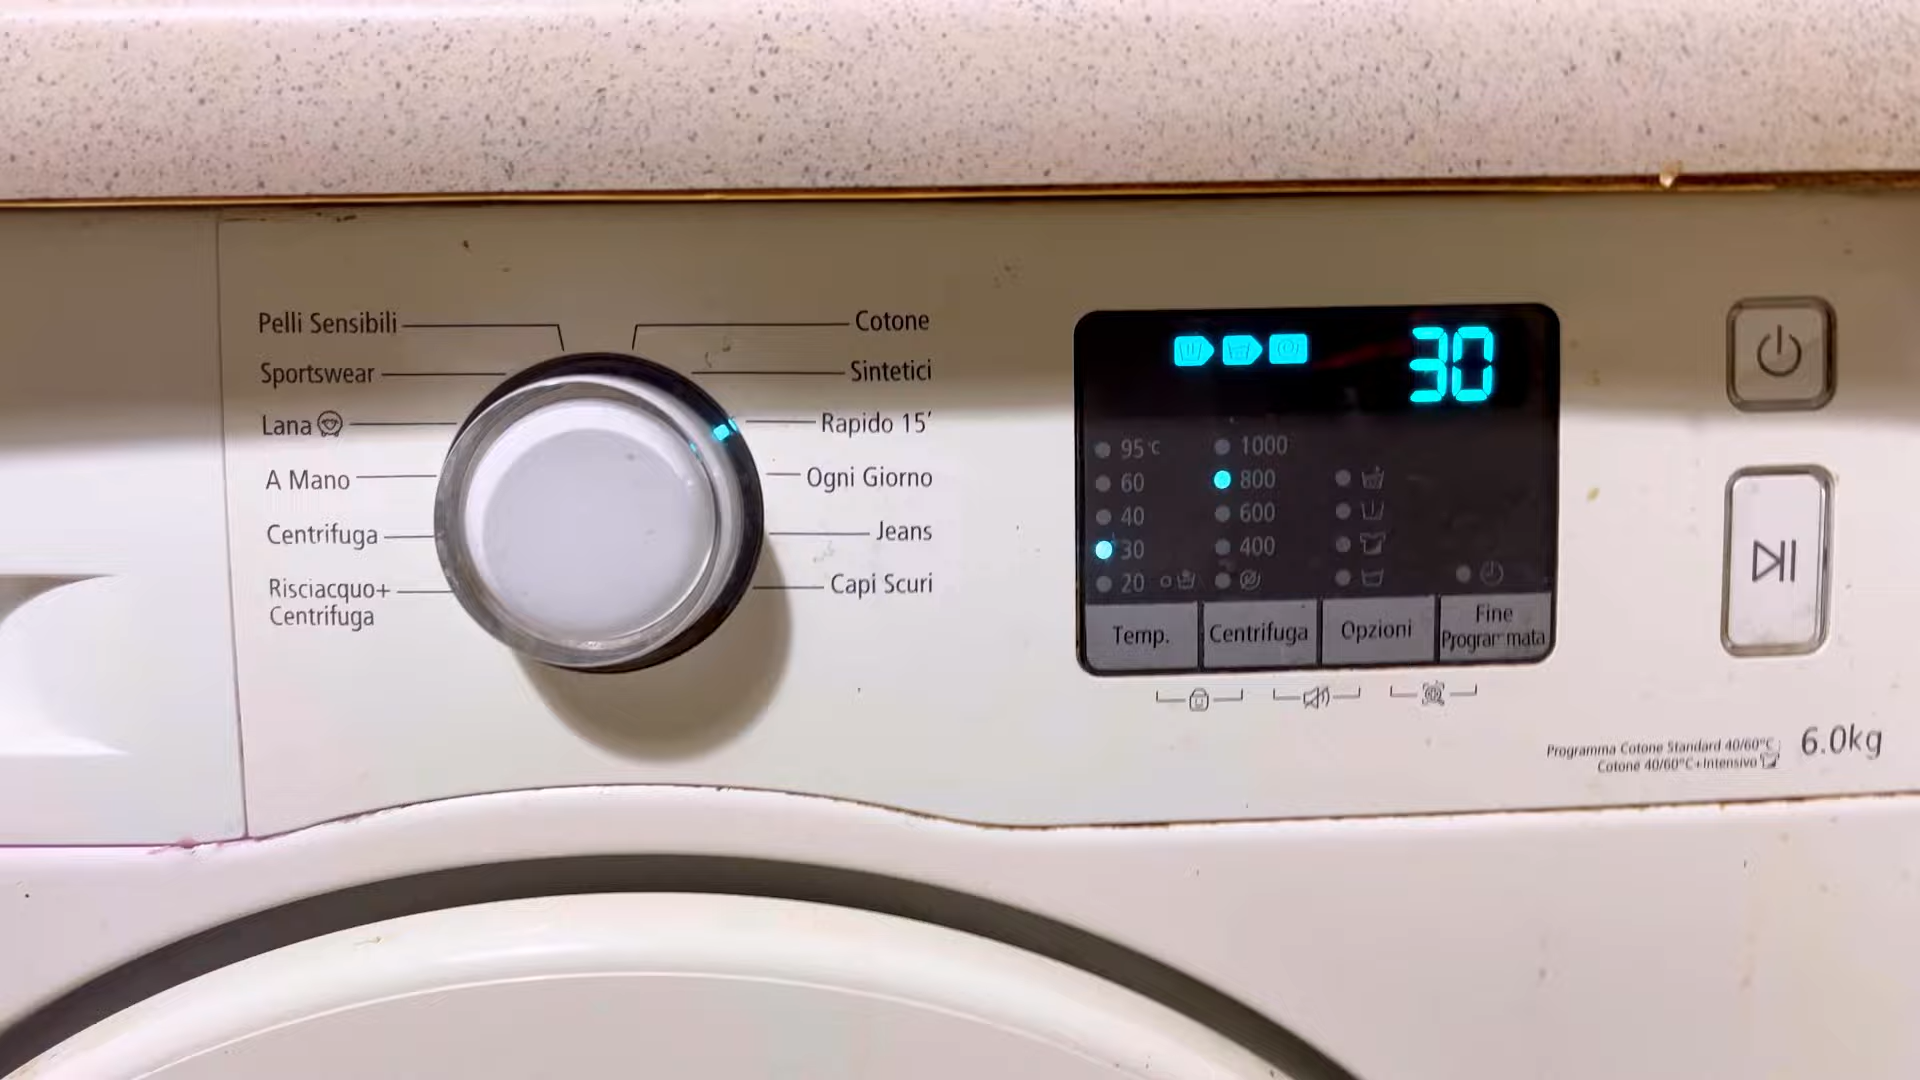 Pelli Sensibili
Sportswear
Lana
A Mano
Centrifuga
Risciacquo+
Centrifuga
Cotone
Sintetici
Rapido 15′
Ogni Giorno
Jeans
Capi Scuri
30
95°C
60
40
30
20
1000
800
600
400
Temp.
Centrifuga
Opzioni
Fine
Programmata
Programma Cotone Standard 40/60°C
Cotone 40/60°C+Intensivo
6.0kg